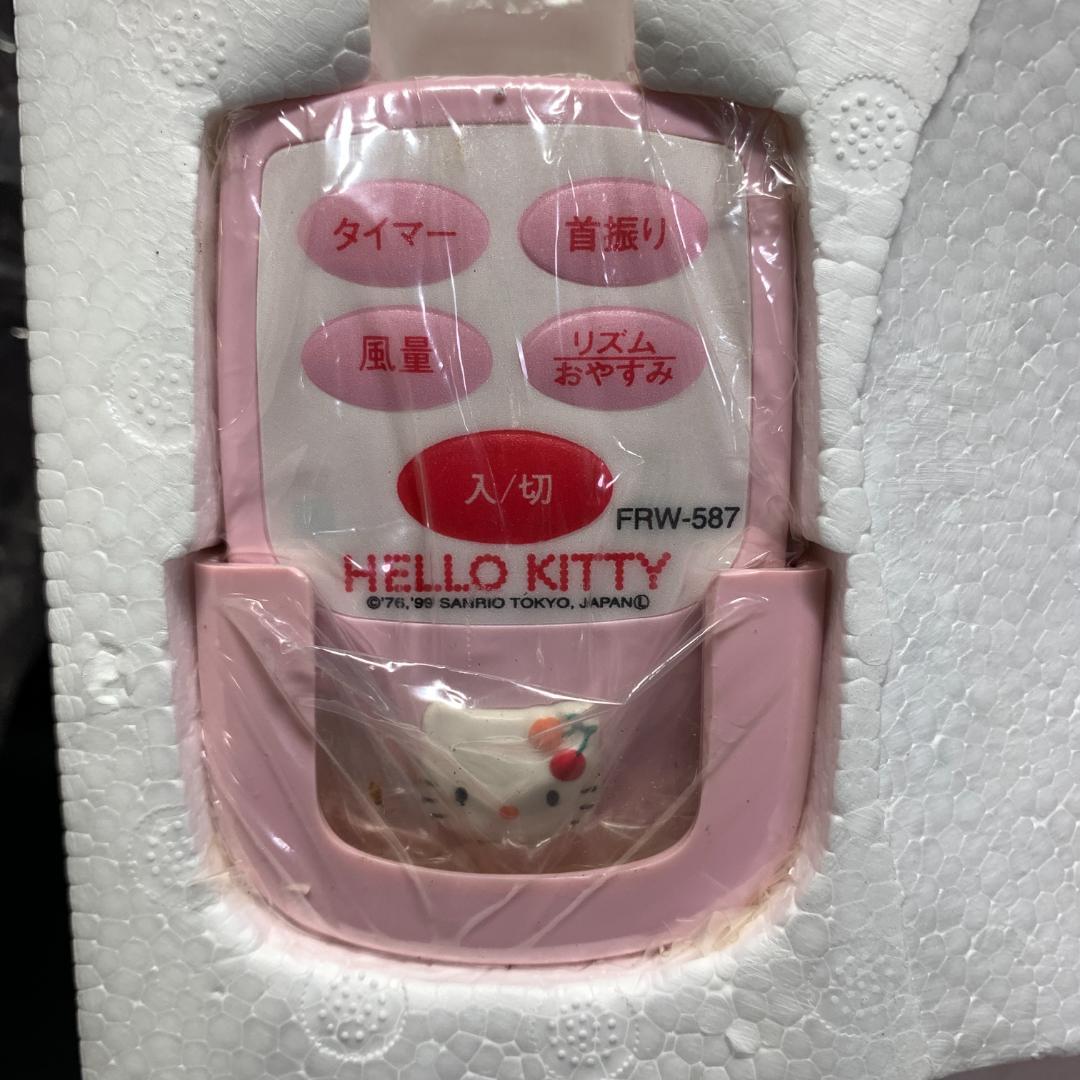 タイマー
首振り
風量
リズム
おやすみ
入/切
FRW-587
HELLO KITTY
©'76,'99 SANRIO TOKYO, JAPANⓁ